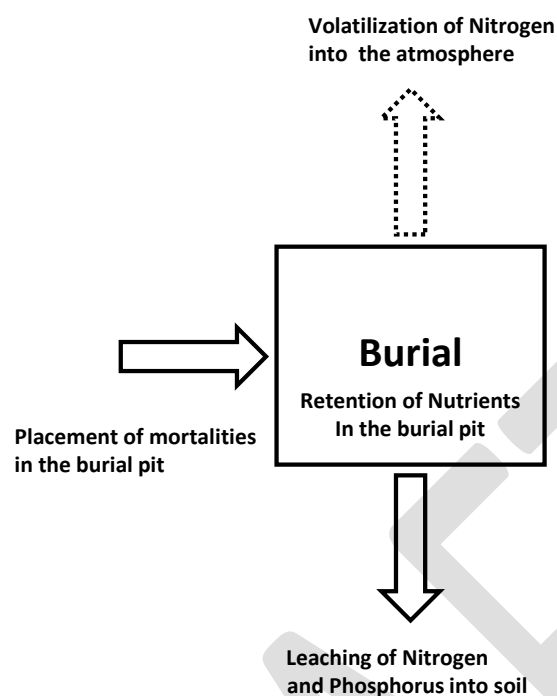 Volatilization of Nitrogen
into the atmosphere
Burial
Retention of Nutrients
In the burial pit
Placement of mortalities
in the burial pit
Leaching of Nitrogen
and Phosphorus into soil